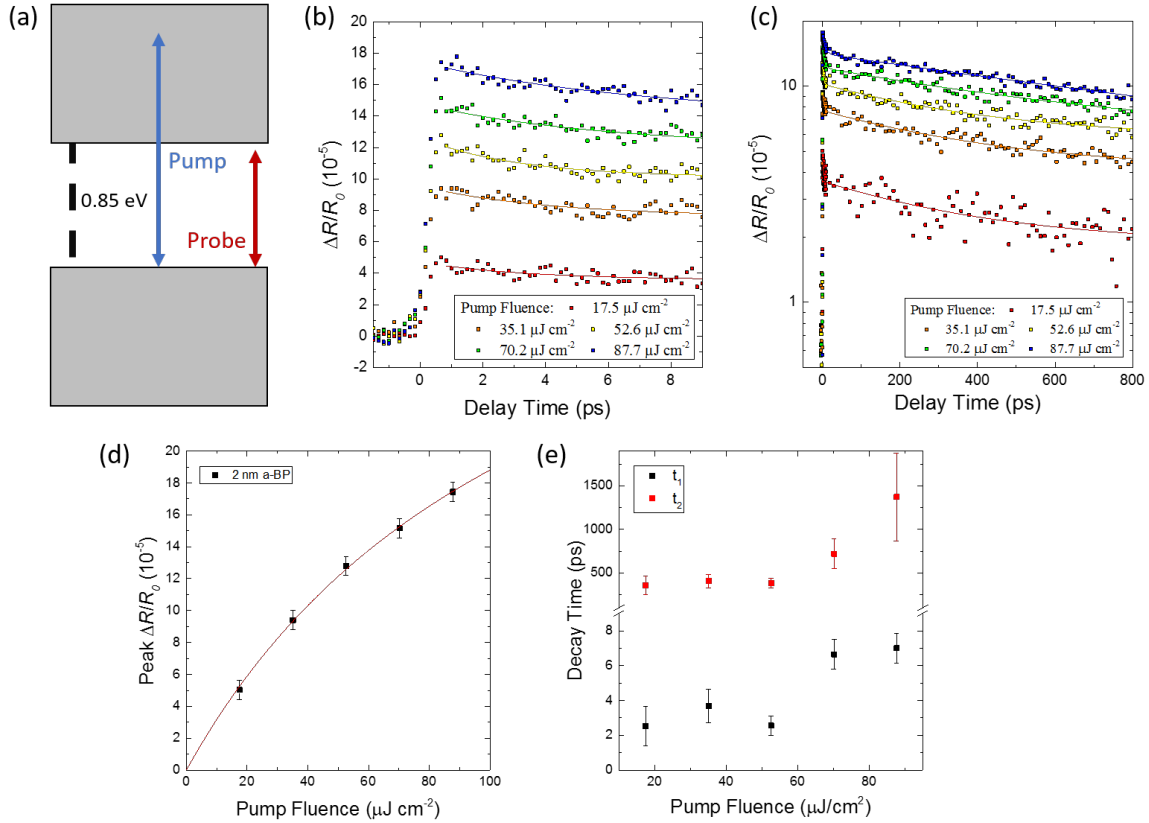 (a)
Pump
0.85 eV
Probe
(b)
20
18
16
14
12
10
8
6
4
2
0
-2
ΔR/R0 (10-5)
Pump Fluence: 17.5 μJ cm-2
35.1 μJ cm-2 52.6 μJ cm-2
70.2 μJ cm-2 87.7 μJ cm-2
0 2 4 6 8
Delay Time (ps)
(c)
10
1
ΔR/R0 (10-5)
Pump Fluence: 17.5 μJ cm-2
35.1 μJ cm-2 52.6 μJ cm-2
70.2 μJ cm-2 87.7 μJ cm-2
0 200 400 600 800
Delay Time (ps)
(d)
20
18
16
14
12
10
8
6
4
2
0
Peak ΔR/R0 (10-5)
2 nm a-BP
0 20 40 60 80 100
Pump Fluence (μJ cm-2)
(e)
1500
1000
500
8
6
4
2
0
Decay Time (ps)
t1
t2
20 40 60 80
Pump Fluence (μJ/cm2)